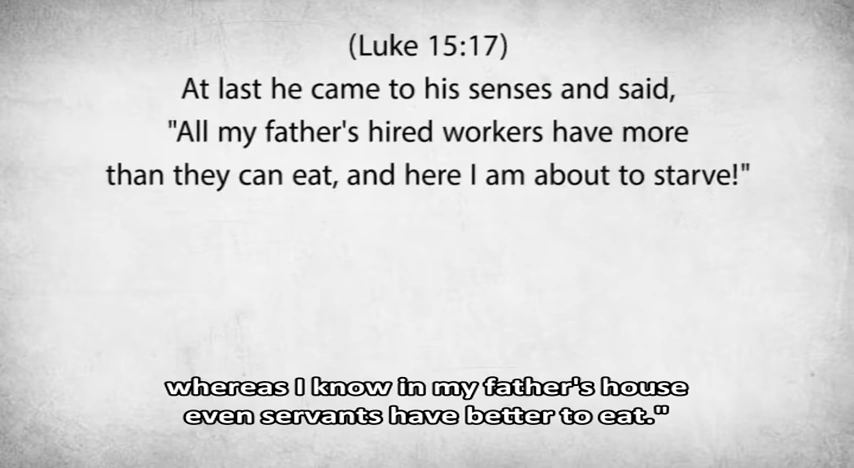 (Luke 15:17)
At last he came to his senses and said,
"All my father's hired workers have more
than they can eat, and here I am about to starve!"
whereas I know in my father's house
even servants have better to eat."